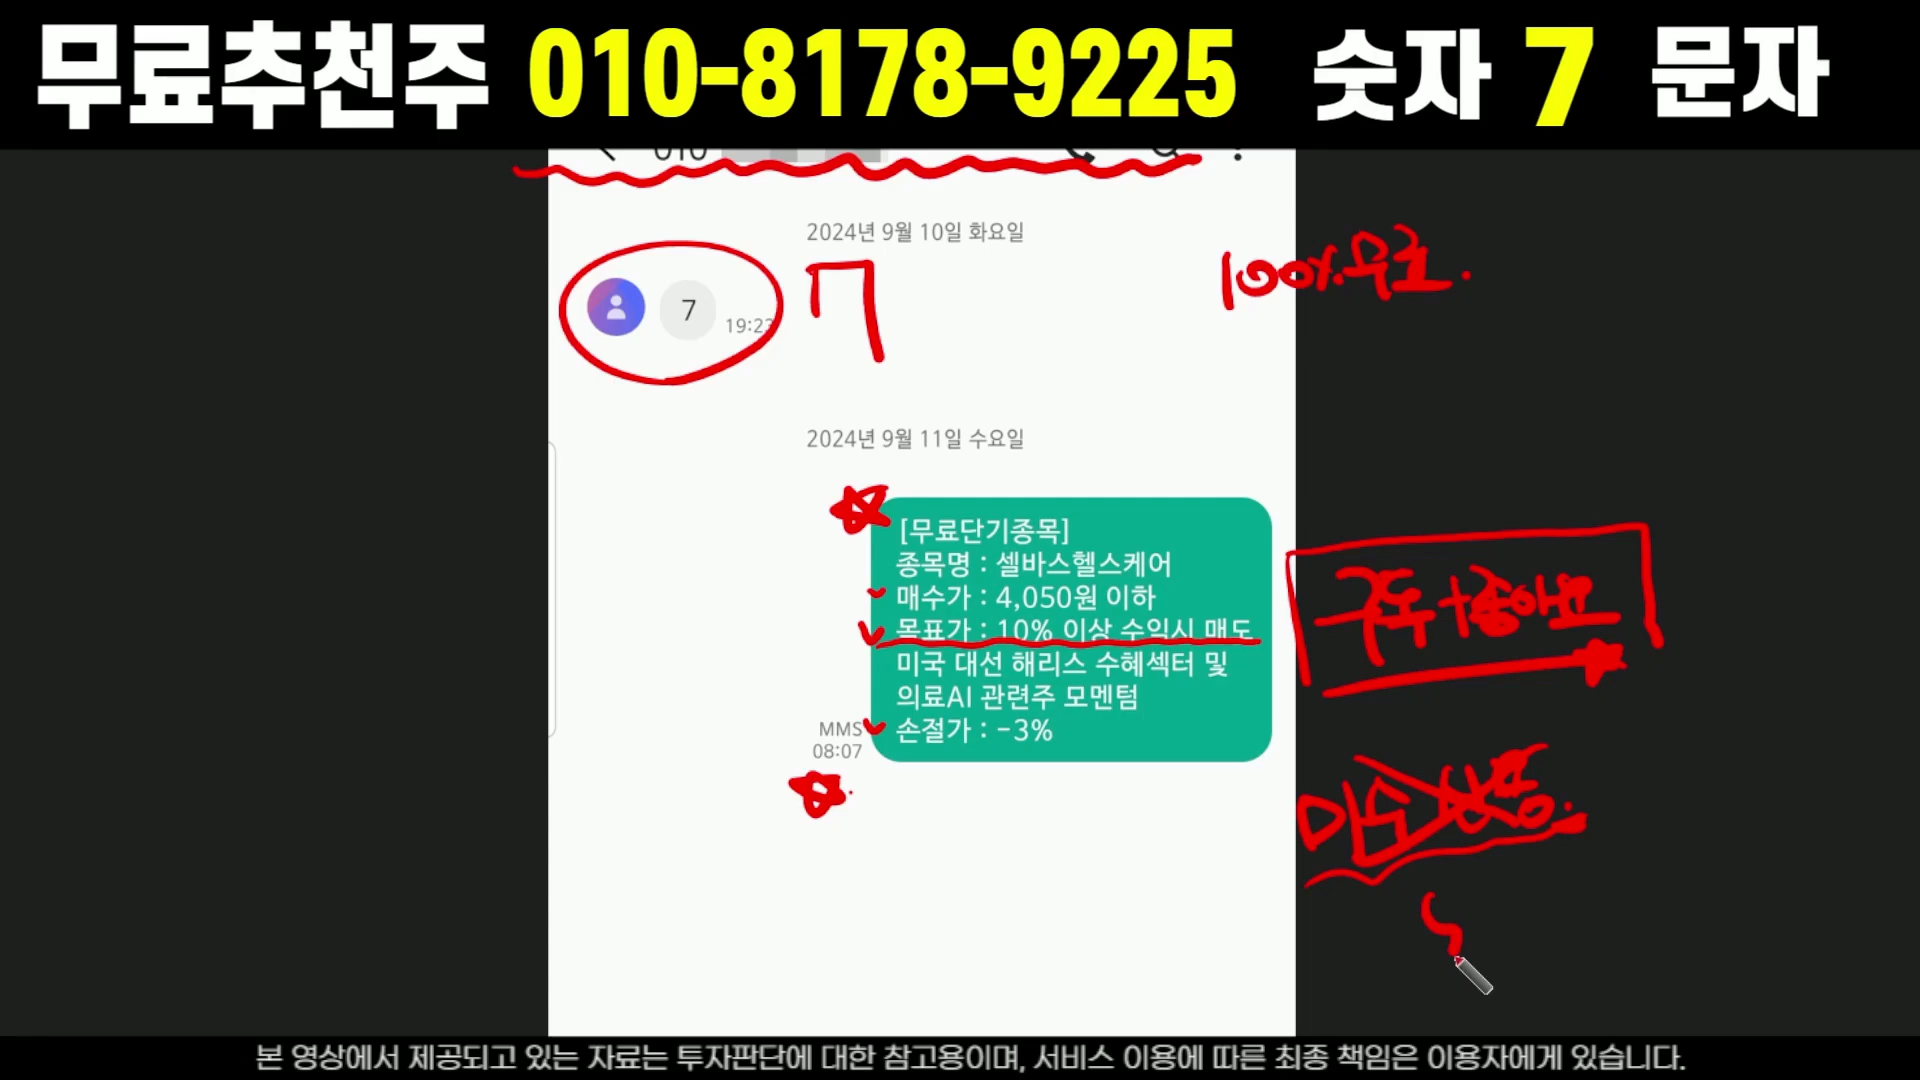 무료추천주 010-8178-9225 숫자 7 문자
010
2024년 9월 10일 화요일
100% 무료.
7
19:23
7
2024년 9월 11일 수요일
[무료단기종목]
종목명 : 셀바스헬스케어
매수가 : 4,050원 이하
목표가 : 10% 이상 수익시 매도
미국 대선 해리스 수혜섹터 및
의료AI 관련주 모멘텀
손절가 : -3%
MMS
08:07
구독+좋아요
본 영상에서 제공되고 있는 자료는 투자판단에 대한 참고용이며, 서비스 이용에 따른 최종 책임은 이용자에게 있습니다.